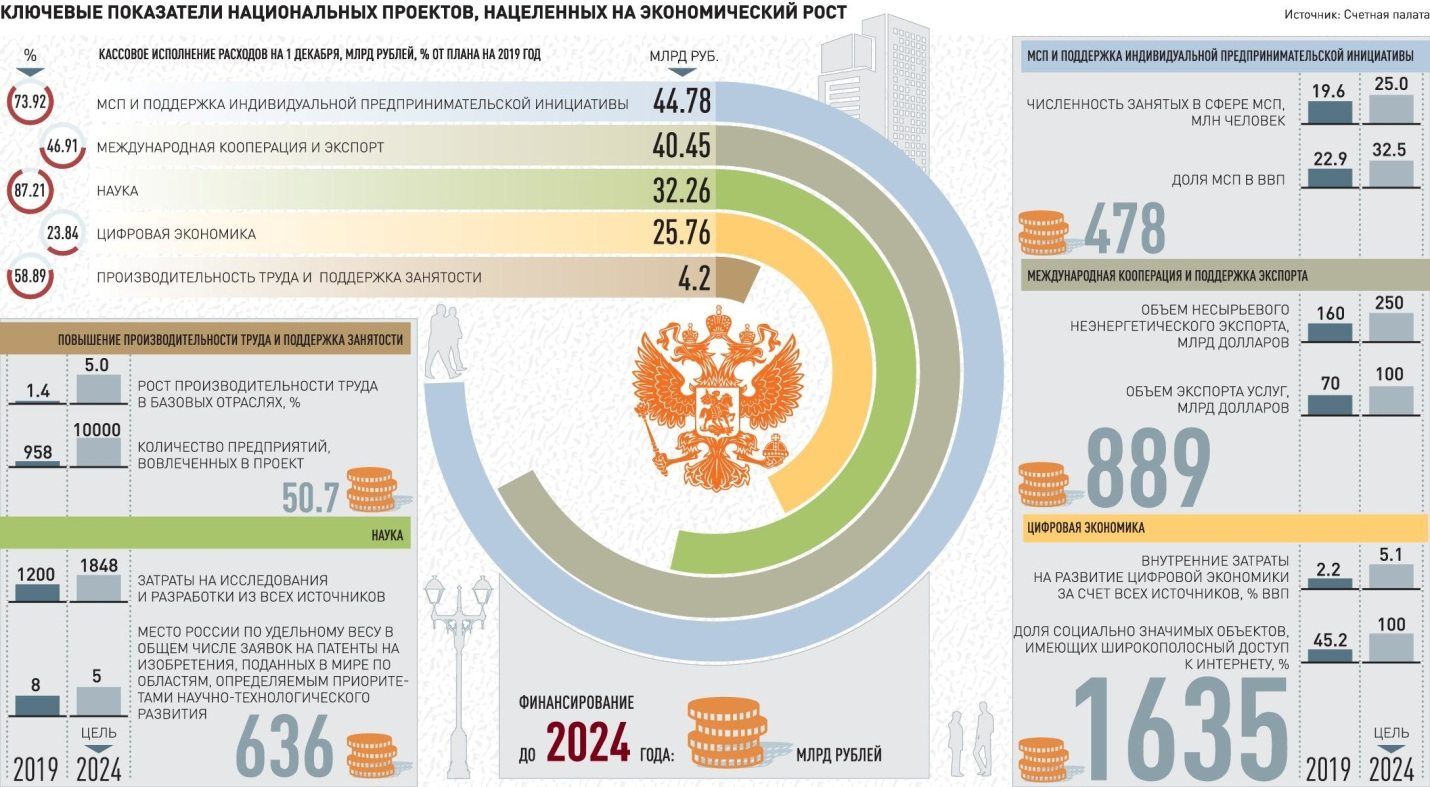 КЛЮЧЕВЫЕ ПОКАЗАТЕЛИ НАЦИОНАЛЬНЫХ ПРОЕКТОВ, НАЦЕЛЕННЫХ НА ЭКОНОМИЧЕСКИЙ РОСТ
Источник: Счетная палата
%
КАССОВОЕ ИСПОЛНЕНИЕ РАСХОДОВ НА 1 ДЕКАБРЯ, МЛРД РУБЛЕЙ, % ОТ ПЛАНА НА 2019 ГОД
МЛРД РУБ.
73.92 МСП И ПОДДЕРЖКА ИНДИВИДУАЛЬНОЙ ПРЕДПРИНИМАТЕЛЬСКОЙ ИНИЦИАТИВЫ 44.78
46.91 МЕЖДУНАРОДНАЯ КООПЕРАЦИЯ И ЭКСПОРТ 40.45
87.21 НАУКА 32.26
23.84 ЦИФРОВАЯ ЭКОНОМИКА 25.76
58.89 ПРОИЗВОДИТЕЛЬНОСТЬ ТРУДА И ПОДДЕРЖКА ЗАНЯТОСТИ 4.2
ПОВЫШЕНИЕ ПРОИЗВОДИТЕЛЬНОСТИ ТРУДА И ПОДДЕРЖКА ЗАНЯТОСТИ
1.4 5.0
РОСТ ПРОИЗВОДИТЕЛЬНОСТИ ТРУДА
В БАЗОВЫХ ОТРАСЛЯХ, %
958 10000
КОЛИЧЕСТВО ПРЕДПРИЯТИЙ,
ВОВЛЕЧЕННЫХ В ПРОЕКТ
50.7
НАУКА
1200 1848
ЗАТРАТЫ НА ИССЛЕДОВАНИЯ
И РАЗРАБОТКИ ИЗ ВСЕХ ИСТОЧНИКОВ
8 5
МЕСТО РОССИИ ПО УДЕЛЬНОМУ ВЕСУ В
ОБЩЕМ ЧИСЛЕ ЗАЯВОК НА ПАТЕНТЫ НА
ИЗОБРЕТЕНИЯ, ПОДАННЫХ В МИРЕ ПО
ОБЛАСТЯМ, ОПРЕДЕЛЯЕМЫМ ПРИОРИТЕ-
ТАМИ НАУЧНО-ТЕХНОЛОГИЧЕСКОГО
РАЗВИТИЯ
636
ЦЕЛЬ
2019 2024
ФИНАНСИРОВАНИЕ
ДО 2024 ГОДА: МЛРД РУБЛЕЙ
МСП И ПОДДЕРЖКА ИНДИВИДУАЛЬНОЙ ПРЕДПРИНИМАТЕЛЬСКОЙ ИНИЦИАТИВЫ
ЧИСЛЕННОСТЬ ЗАНЯТЫХ В СФЕРЕ МСП,
МЛН ЧЕЛОВЕК
19.6 25.0
ДОЛЯ МСП В ВВП
22.9 32.5
478
МЕЖДУНАРОДНАЯ КООПЕРАЦИЯ И ПОДДЕРЖКА ЭКСПОРТА
ОБЪЕМ НЕСЫРЬЕВОГО
НЕЭНЕРГЕТИЧЕСКОГО ЭКСПОРТА,
МЛРД ДОЛЛАРОВ
160 250
ОБЪЕМ ЭКСПОРТА УСЛУГ,
МЛРД ДОЛЛАРОВ
70 100
889
ЦИФРОВАЯ ЭКОНОМИКА
ВНУТРЕННИЕ ЗАТРАТЫ
НА РАЗВИТИЕ ЦИФРОВОЙ ЭКОНОМИКИ
ЗА СЧЕТ ВСЕХ ИСТОЧНИКОВ, % ВВП
2.2 5.1
ДОЛЯ СОЦИАЛЬНО ЗНАЧИМЫХ ОБЪЕКТОВ,
ИМЕЮЩИХ ШИРОКОПОЛОСНЫЙ ДОСТУП
К ИНТЕРНЕТУ, %
45.2 100
1635
ЦЕЛЬ
2019 2024